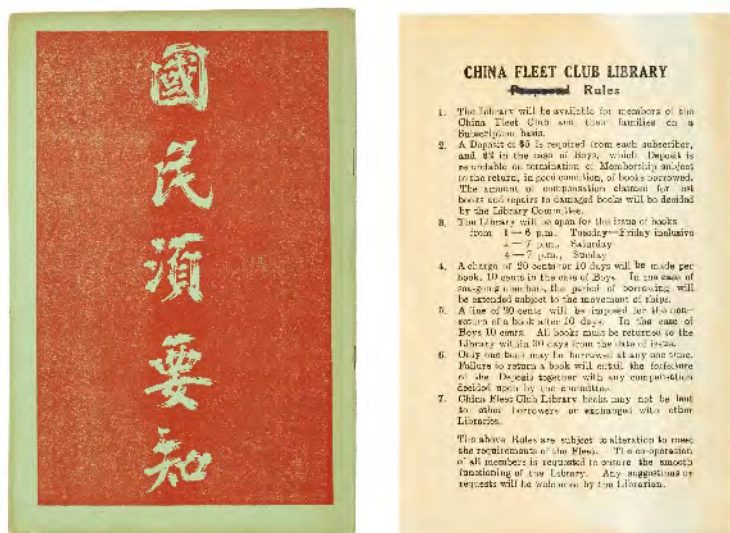 國民須要知
CHINA FLEET CLUB LIBRARY
Proposed Rules
1. The Library will be available for members of the
China Fleet Club and their families on a
Subscription basis.
2. A Deposit of $5 is required from each subscriber,
and $2 in the case of Boys, which Deposit is
refundable on termination of Membership subject
to the return, in good condition, of books borrowed.
The amount of compensation claimed for lost
books and repairs to damaged books will be decided
by the Library Committee.
3. The Library will be open for the issue of books
from 1 — 6 p.m. Tuesday—Friday inclusive
4 — 7 p.m., Saturday
4 — 7 p.m., Sunday
4. A charge of 20 cents for 10 days will be made per
book, 10 cents in the case of Boys. In the case of
sea-going members, the period of borrowing will
be extended subject to the movement of ships.
5. A fine of 20 cents will be imposed for the non-
return of a book after 10 days. In the case of
Boys 10 cents. All books must be returned to the
Library within 30 days from the date of issue.
6. Only one book may be borrowed at any one time.
Failure to return a book will entail the forfeiture
of the Deposit together with any compensation
decided upon by the committee.
7. China Fleet Club Library books may not be lent
to other borrowers or exchanged with other
Libraries.
The above Rules are subject to alteration to meet
the requirements of the Fleet. The co-operation
of all members is requested to ensure the smooth
functioning of the Library. Any suggestions or
requests will be welcome by the Librarian.